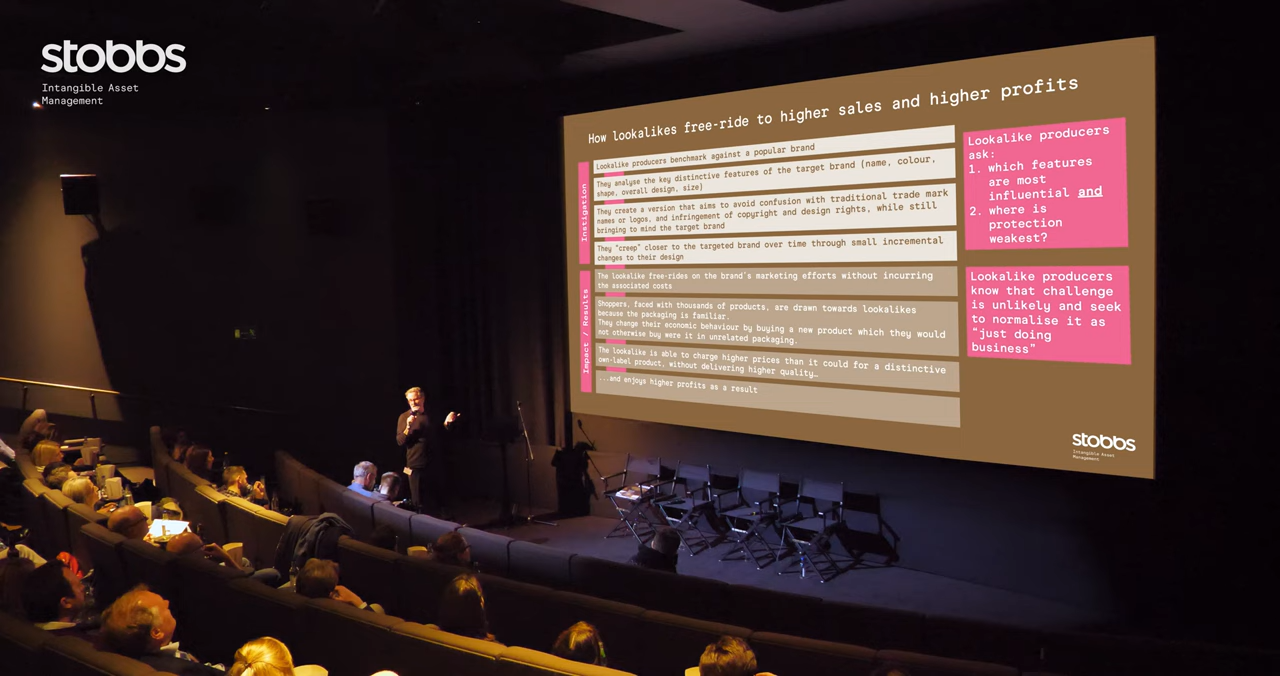 stobbs
Intangible Asset
Management
How lookalikes free-ride to higher sales and higher profits
Instigation
Lookalike producers benchmark against a popular brand
They analyse the key distinctive features of the target brand (name, colour,
shape, overall design, size)
They create a version that aims to avoid confusion with traditional trade mark
names or logos, and infringement of copyright and design rights, while still
bringing to mind the target brand
They "creep" closer to the targeted brand over time through small incremental
changes to their design
Impact / Results
The lookalike free-rides on the brand's marketing efforts without incurring
the associated costs
Shoppers, faced with thousands of products, are drawn towards lookalikes
because the packaging is familiar.
They change their economic behaviour by buying a new product which they would
not otherwise buy were it in unrelated packaging.
The lookalike is able to charge higher prices than it could for a distinctive
own-label product, without delivering higher quality…
...and enjoys higher profits as a result
Lookalike producers
ask:
1. which features
are most
influential and
2. where is
protection
weakest?
Lookalike producers
know that challenge
is unlikely and seek
to normalise it as
"just doing
business"
stobbs
Intangible Asset
Management